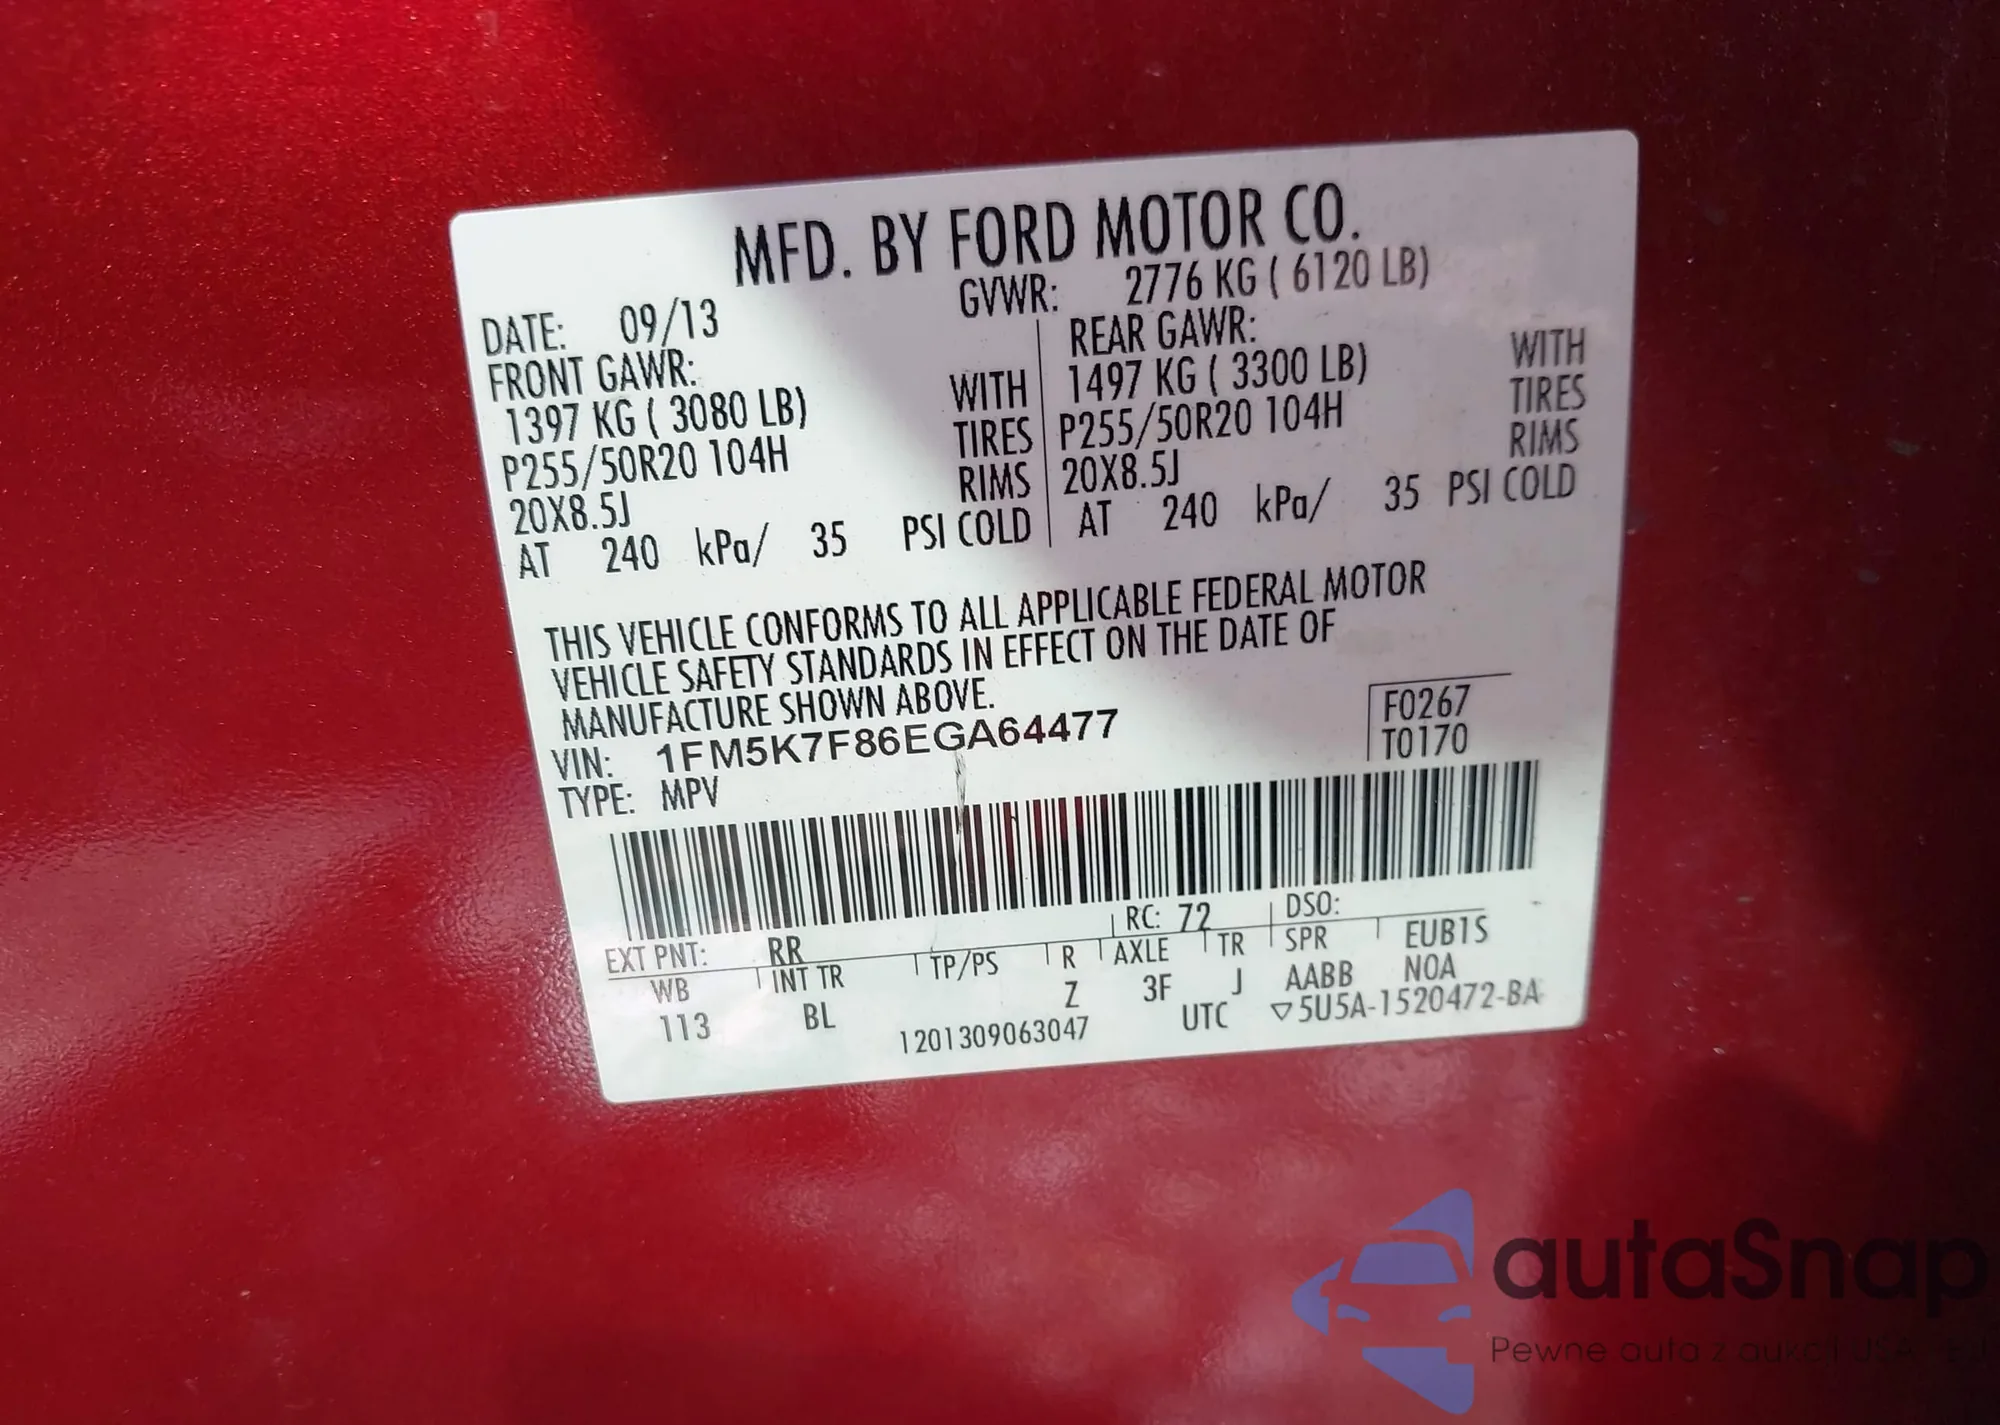 MFD. BY FORD MOTOR CO.
DATE: 09/13 GVWR: 2776 KG ( 6120 LB)
FRONT GAWR: REAR GAWR:
1397 KG ( 3080 LB) WITH 1497 KG ( 3300 LB) WITH
P255/50R20 104H TIRES P255/50R20 104H TIRES
20X8.5J RIMS 20X8.5J RIMS
AT 240 kPa/ 35 PSI COLD AT 240 kPa/ 35 PSI COLD
THIS VEHICLE CONFORMS TO ALL APPLICABLE FEDERAL MOTOR
VEHICLE SAFETY STANDARDS IN EFFECT ON THE DATE OF
MANUFACTURE SHOWN ABOVE.
F0267
VIN: 1FM5K7F86EGA64477
T0170
TYPE: MPV
EXT PNT: RR RC: 72 DSO:
WB INT TR TP/PS R AXLE TR SPR EUB1S
113 BL Z 3F J AABB NOA
1201309063047 UTC ▽5U5A-1520472-BA
autaSnap
Pewne auta z aukcji USA